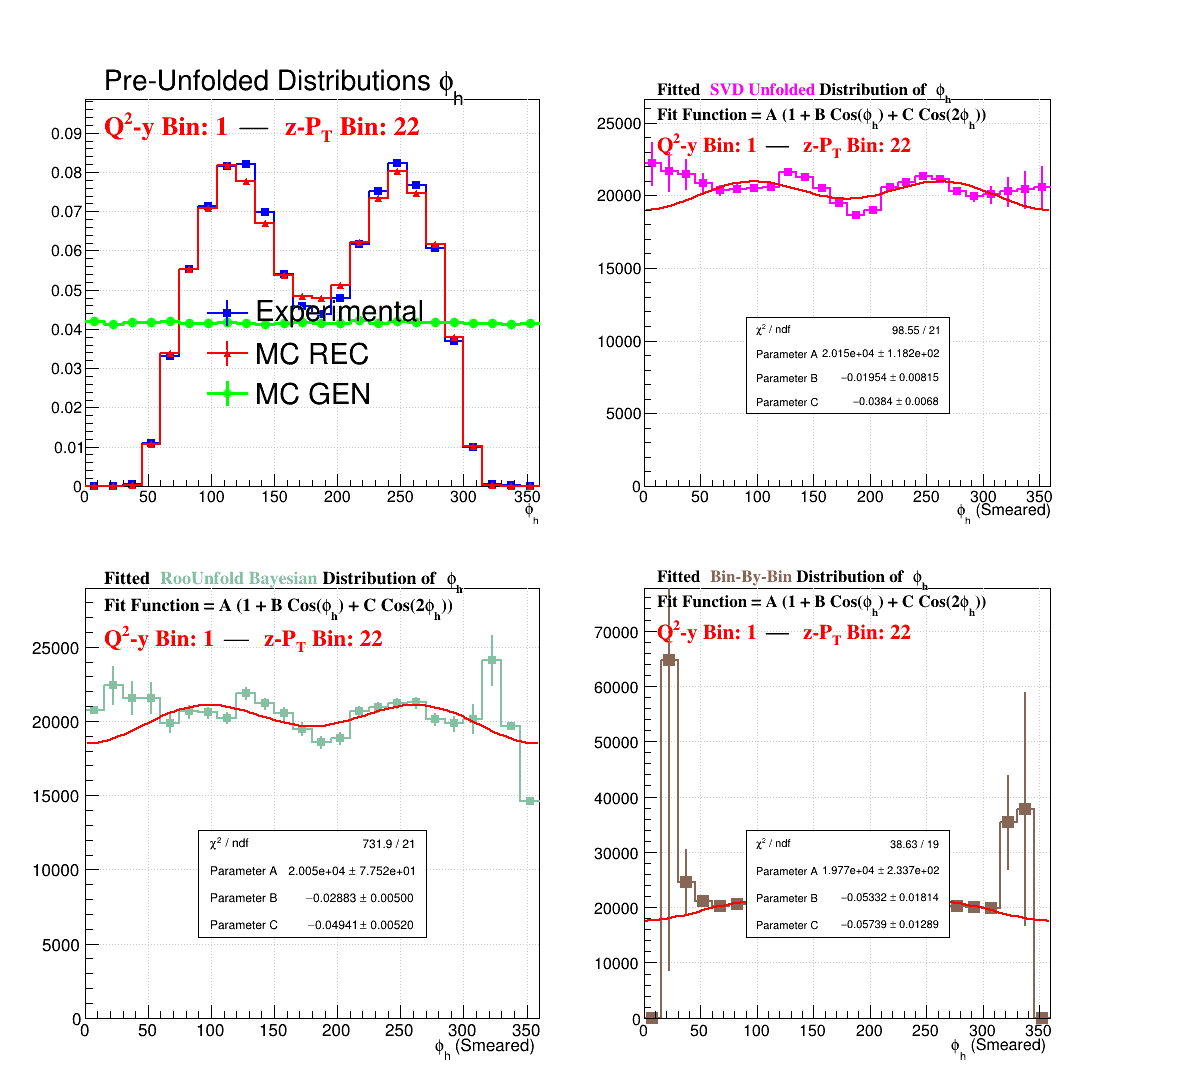 Pre-Unfolded Distributions ϕh
Q²-y Bin: 1 — z-PT Bin: 22
0.09
0.08
0.07
0.06
0.05
0.04
0.03
0.02
0.01
0
Experimental
MC REC
MC GEN
0 50 100 150 200 250 300 350
ϕh
Fitted SVD Unfolded Distribution of ϕh
Fit Function = A (1 + B Cos(ϕh) + C Cos(2ϕh))
Q²-y Bin: 1 — z-PT Bin: 22
25000
20000
15000
10000
5000
0
χ² / ndf 98.55 / 21
Parameter A 2.015e+04 ± 1.182e+02
Parameter B −0.01954 ± 0.00815
Parameter C −0.0384 ± 0.0068
0 50 100 150 200 250 300 350
ϕh (Smeared)
Fitted RooUnfold Bayesian Distribution of ϕh
Fit Function = A (1 + B Cos(ϕh) + C Cos(2ϕh))
Q²-y Bin: 1 — z-PT Bin: 22
25000
20000
15000
10000
5000
0
χ² / ndf 731.9 / 21
Parameter A 2.005e+04 ± 7.752e+01
Parameter B −0.02883 ± 0.00500
Parameter C −0.04941 ± 0.00520
0 50 100 150 200 250 300 350
ϕh (Smeared)
Fitted Bin-By-Bin Distribution of ϕh
Fit Function = A (1 + B Cos(ϕh) + C Cos(2ϕh))
Q²-y Bin: 1 — z-PT Bin: 22
70000
60000
50000
40000
30000
20000
10000
0
χ² / ndf 38.63 / 19
Parameter A 1.977e+04 ± 2.337e+02
Parameter B −0.05332 ± 0.01814
Parameter C −0.05739 ± 0.01289
0 50 100 150 200 250 300 350
ϕh (Smeared)